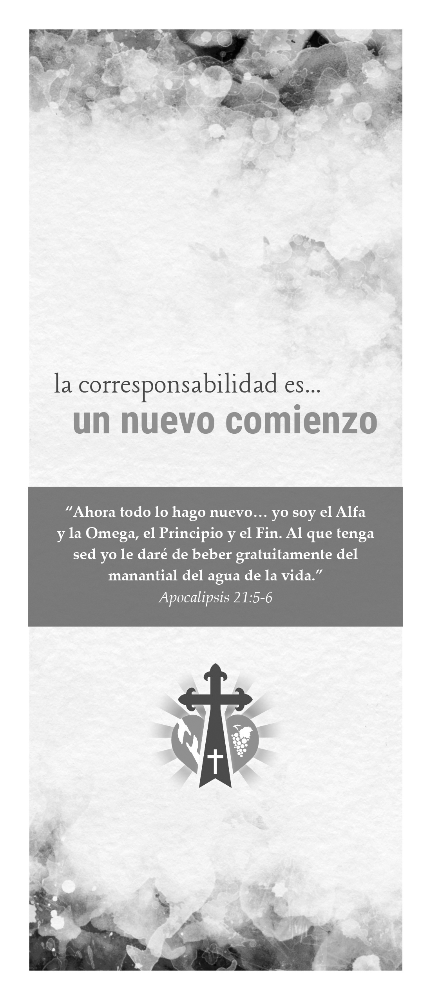 la corresponsabilidad es...
un nuevo comienzo
“Ahora todo lo hago nuevo… yo soy el Alfa
y la Omega, el Principio y el Fin. Al que tenga
sed yo le daré de beber gratuitamente del
manantial del agua de la vida.”
Apocalipsis 21:5-6